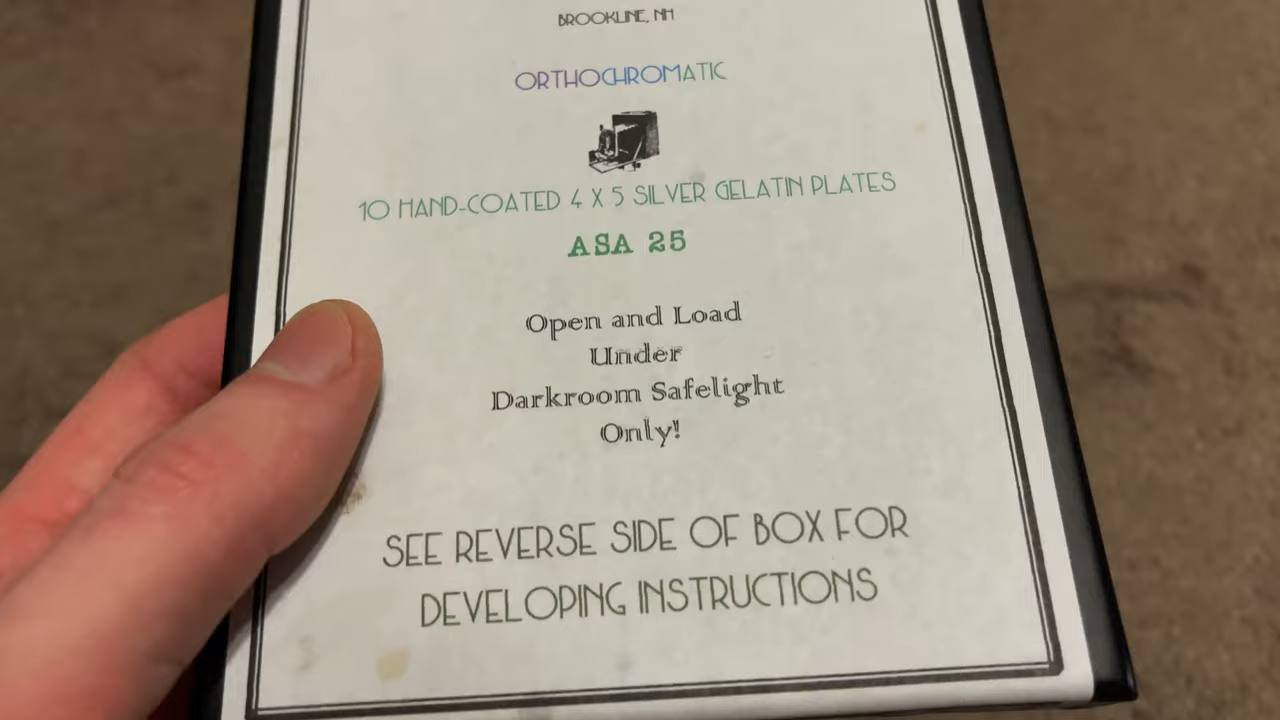 BROOKLINE, NH
ORTHOCHROMATIC
10 HAND-COATED 4 X 5 SILVER GELATIN PLATES
ASA 25
Open and Load
Under
Darkroom Safelight
Only!
SEE REVERSE SIDE OF BOX FOR
DEVELOPING INSTRUCTIONS